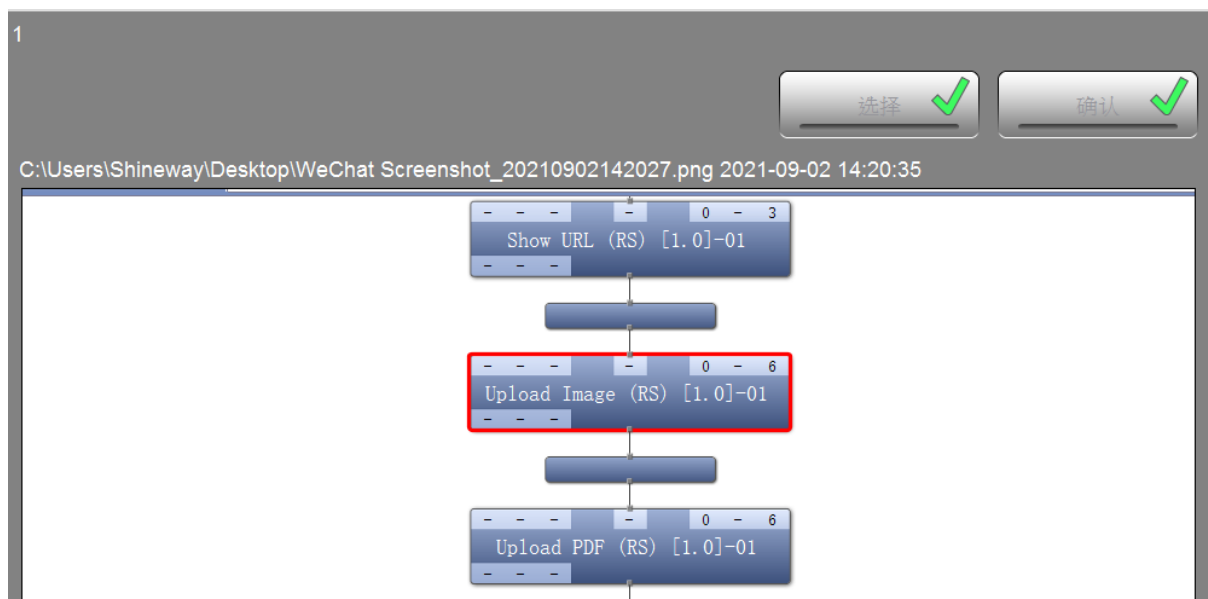 1
选择 确认
C:\Users\Shineway\Desktop\WeChat Screenshot_20210902142027.png 2021-09-02 14:20:35
- - - - 0 - 3
Show URL (RS) [1.0]-01
- - -
- - - - 0 - 6
Upload Image (RS) [1.0]-01
- - -
- - - - 0 - 6
Upload PDF (RS) [1.0]-01
- - -